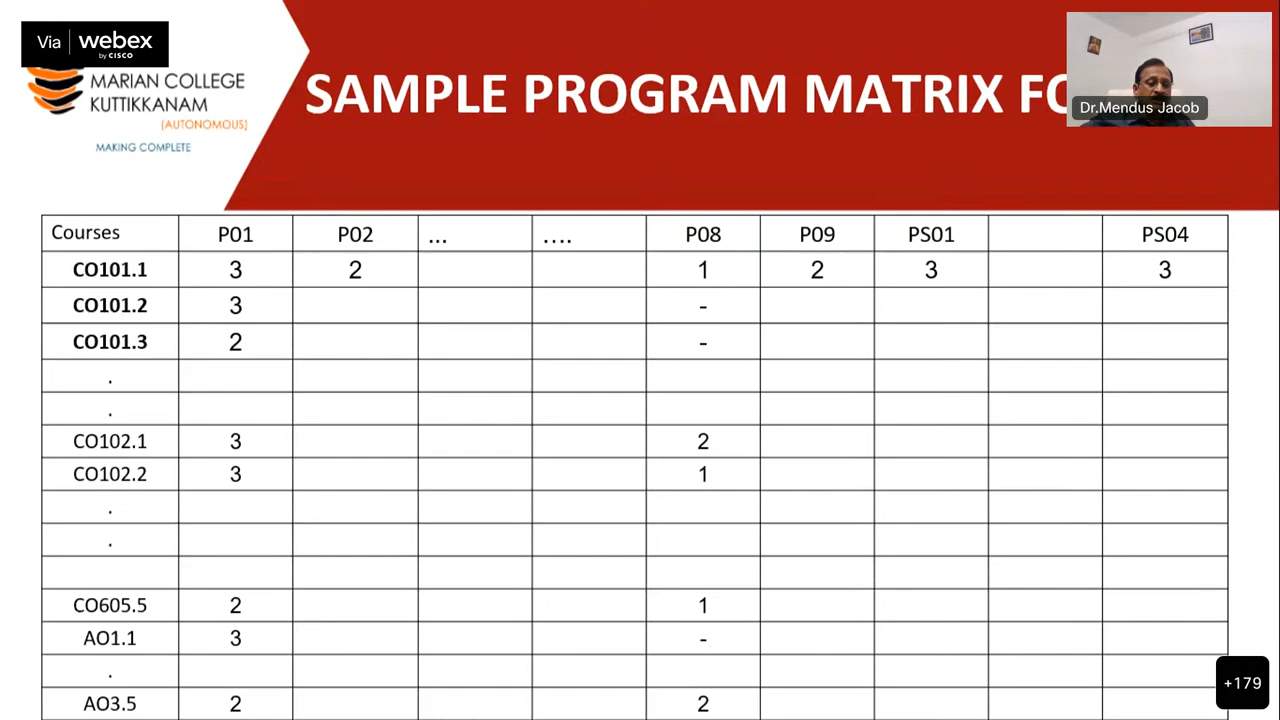 Via webex
by CISCO
MARIAN COLLEGE
KUTTIKKANAM
(AUTONOMOUS)
MAKING COMPLETE
SAMPLE PROGRAM MATRIX FO
Dr.Mendus Jacob
Courses P01 P02 ... .... P08 P09 PS01 PS04
CO101.1 3 2 1 2 3 3
CO101.2 3 -
CO101.3 2 -
.
.
CO102.1 3 2
CO102.2 3 1
.
.
CO605.5 2 1
AO1.1 3 -
.
AO3.5 2 2
+179